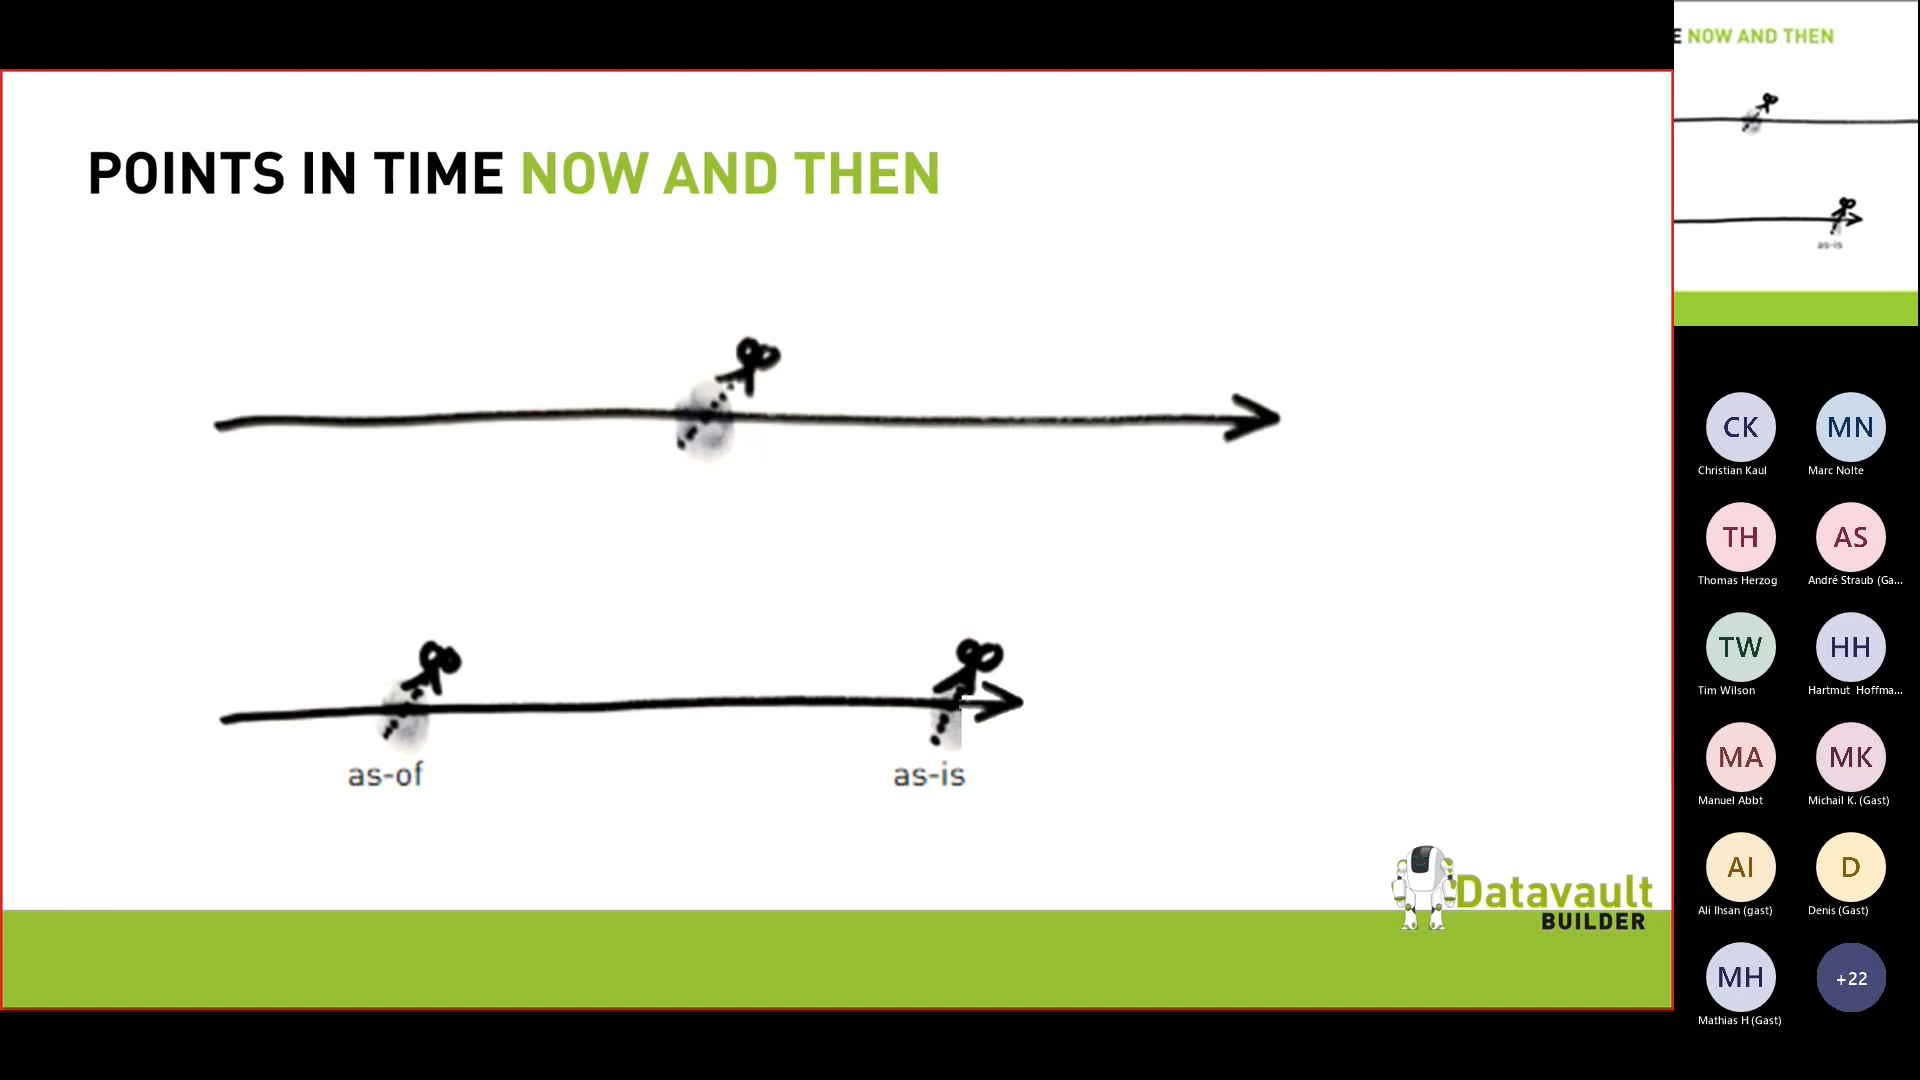 POINTS IN TIME NOW AND THEN
as-of
as-is
Datavault
BUILDER
E NOW AND THEN
as-is
CK
Christian Kaul
MN
Marc Nolte
TH
Thomas Herzog
AS
André Straub (Ga...
TW
Tim Wilson
HH
Hartmut Hoffma...
MA
Manuel Abbt
MK
Michail K. (Gast)
AI
Ali Ihsan (gast)
D
Denis (Gast)
MH
Mathias H (Gast)
+22